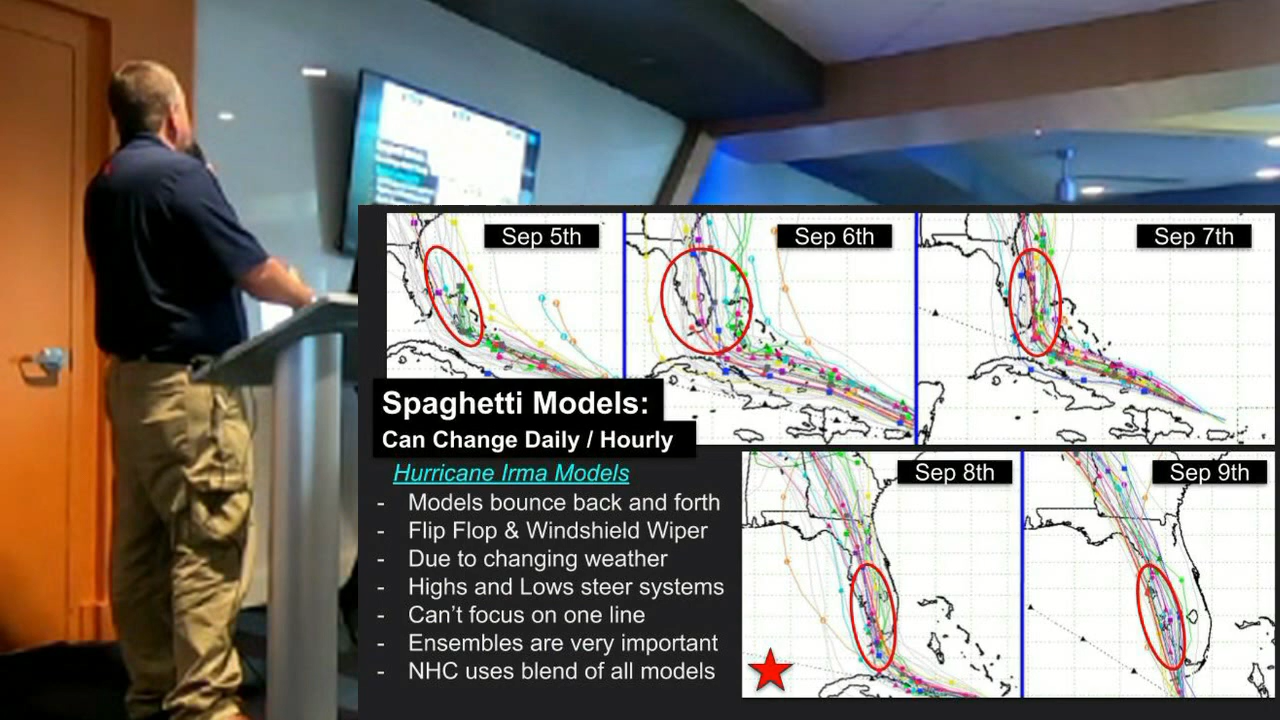 Sep 5th
Sep 6th
Sep 7th
Spaghetti Models:
Can Change Daily / Hourly
Hurricane Irma Models
- Models bounce back and forth
- Flip Flop & Windshield Wiper
- Due to changing weather
- Highs and Lows steer systems
- Can't focus on one line
- Ensembles are very important
- NHC uses blend of all models
Sep 8th
Sep 9th